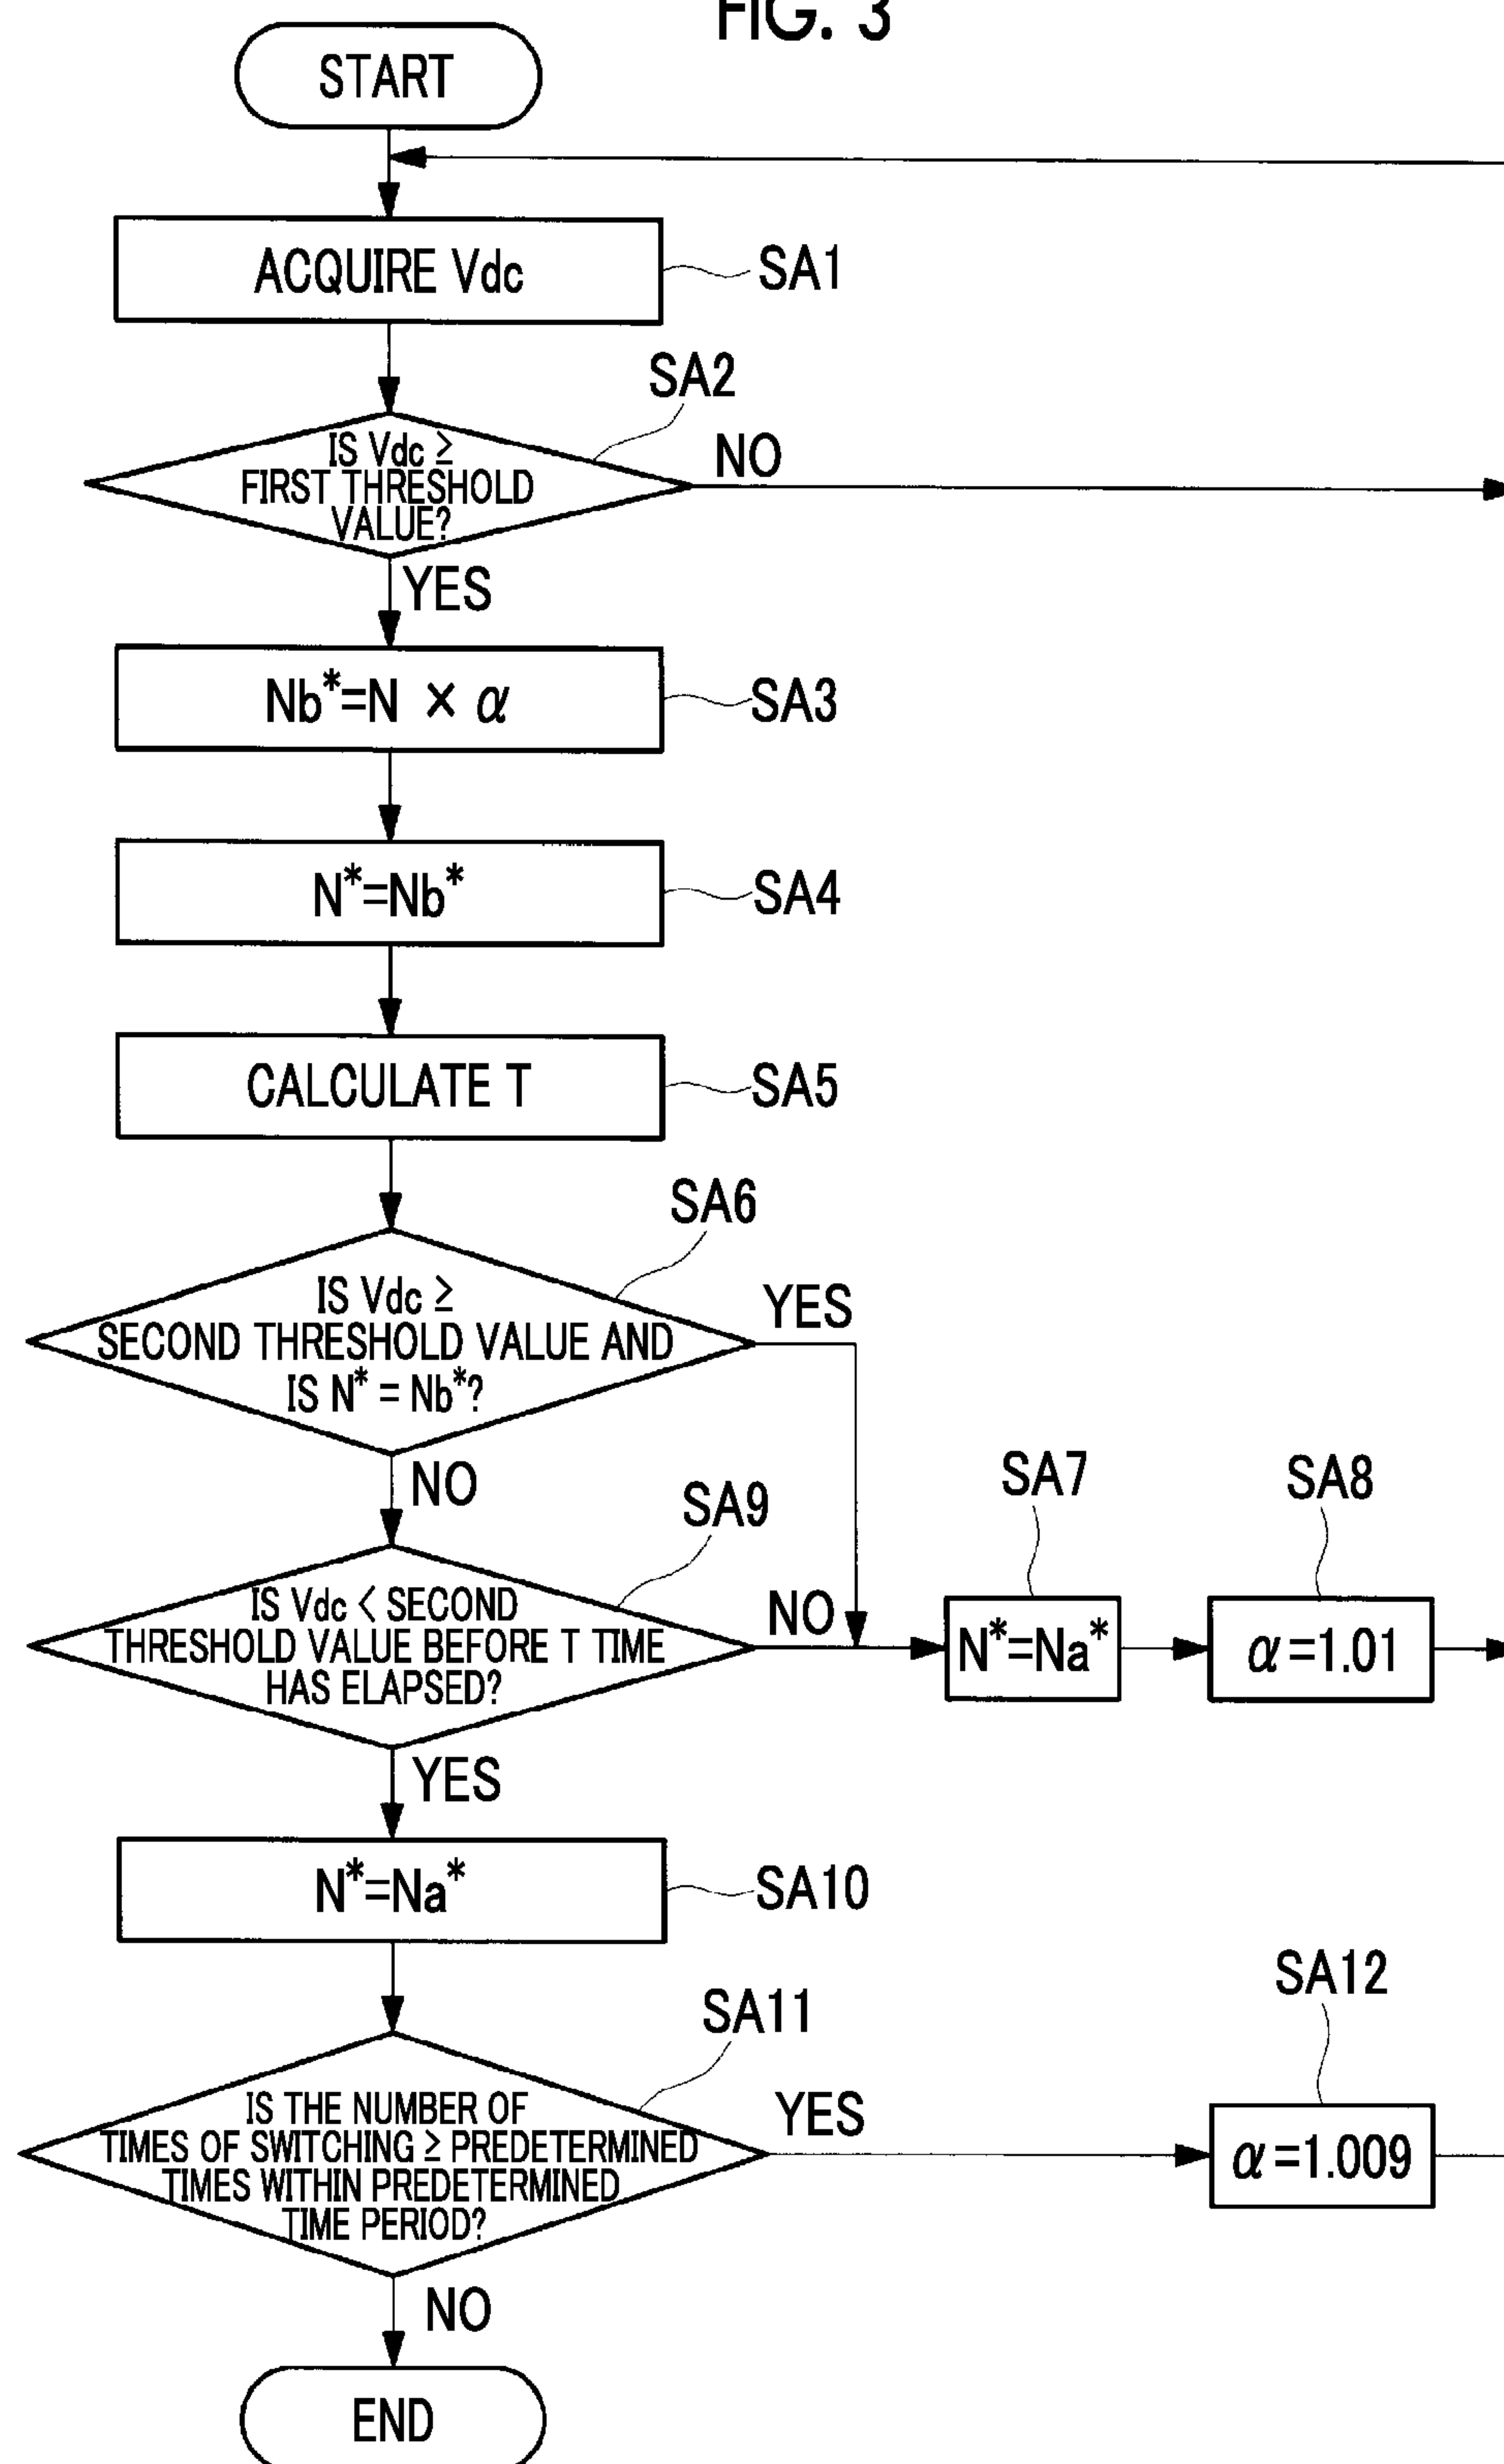 FIG. 3
START
ACQUIRE Vdc
SA1
SA2
IS Vdc ≥
FIRST THRESHOLD
VALUE?
NO
YES
Nb*=N × α
SA3
N*=Nb*
SA4
CALCULATE T
SA5
SA6
IS Vdc ≥
SECOND THRESHOLD VALUE AND
IS N* = Nb*?
YES
NO
SA9
IS Vdc < SECOND
THRESHOLD VALUE BEFORE T TIME
HAS ELAPSED?
NO
SA7
N*=Na*
SA8
α=1.01
YES
N*=Na*
SA10
SA11
IS THE NUMBER OF
TIMES OF SWITCHING ≥ PREDETERMINED
TIMES WITHIN PREDETERMINED
TIME PERIOD?
YES
SA12
α=1.009
NO
END